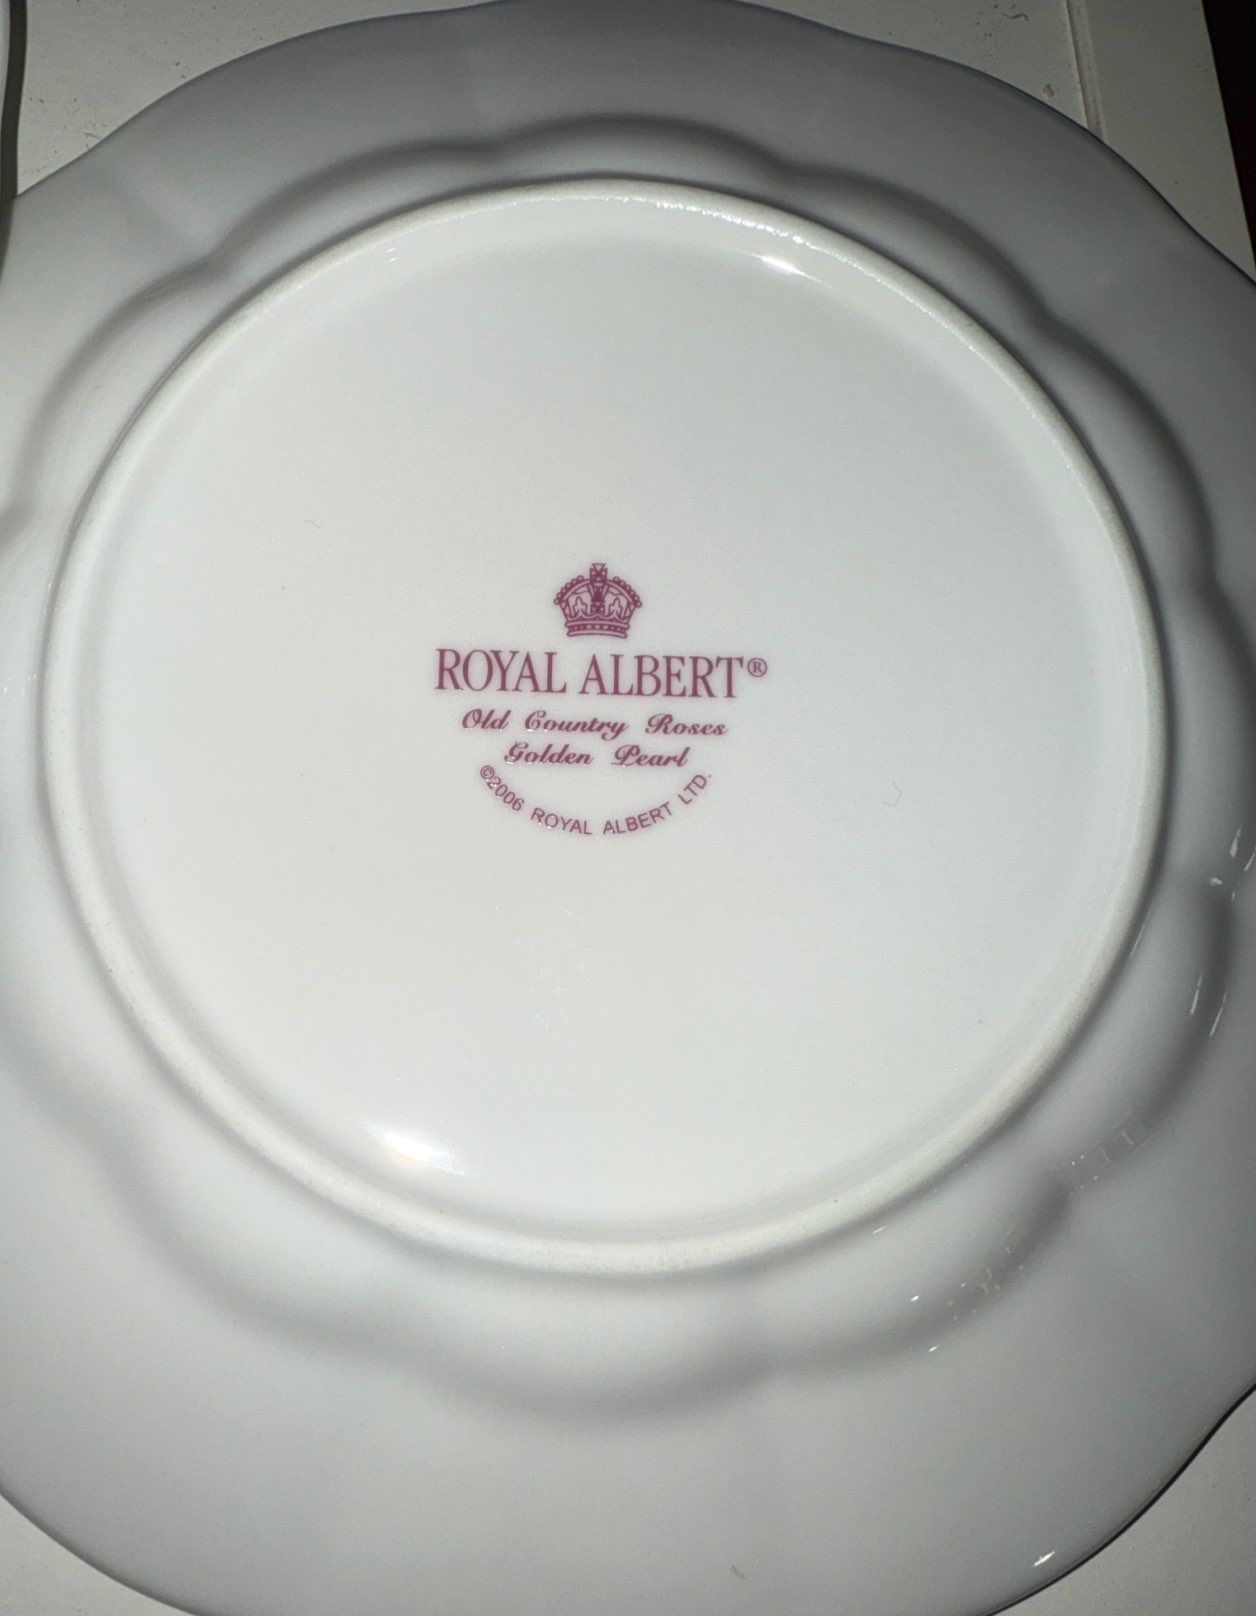 ROYAL ALBERT®
Old Country Roses
Golden Pearl
©2006 ROYAL ALBERT LTD.